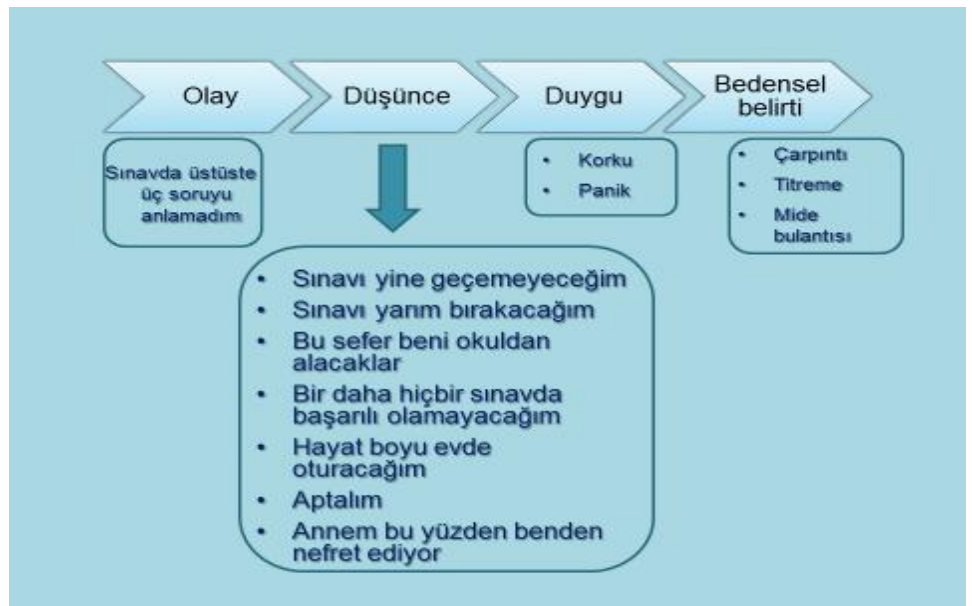 Olay
Düşünce
Duygu
Bedensel
belirti
Sınavda üstüste
üç soruyu
anlamadım
• Korku
• Panik
• Çarpıntı
• Titreme
• Mide
bulantısı
• Sınavı yine geçemeyeceğim
• Sınavı yarım bırakacağım
• Bu sefer beni okuldan
alacaklar
• Bir daha hiçbir sınavda
başarılı olamayacağım
• Hayat boyu evde
oturacağım
• Aptalım
• Annem bu yüzden benden
nefret ediyor